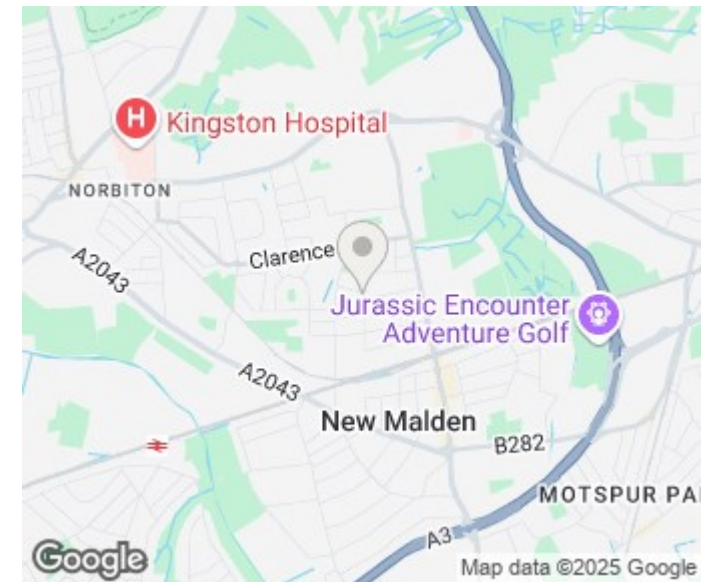 H
Kingston Hospital
NORBITON
Clarence
A2043
Jurassic Encounter
Adventure Golf
A2043
New Malden
B282
MOTSPUR PA
A3
Google
Map data ©2025 Google